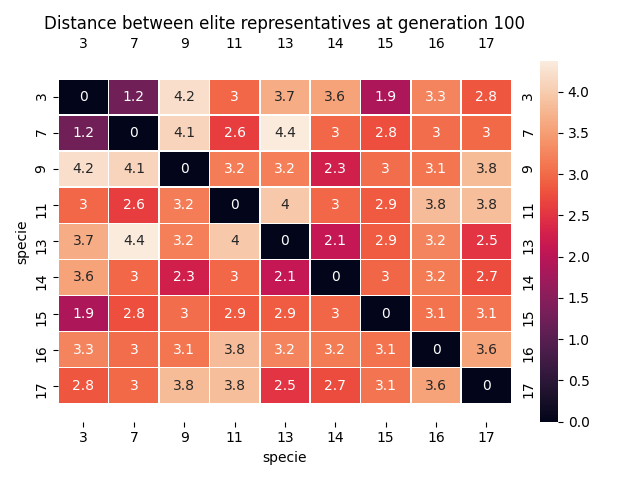 Distance between elite representatives at generation 100
3 7 9 11 13 14 15 16 17
3 0 1.2 4.2 3 3.7 3.6 1.9 3.3 2.8 3
7 1.2 0 4.1 2.6 4.4 3 2.8 3 3 7
9 4.2 4.1 0 3.2 3.2 2.3 3 3.1 3.8 9
11 3 2.6 3.2 0 4 3 2.9 3.8 3.8 11
13 3.7 4.4 3.2 4 0 2.1 2.9 3.2 2.5 13
14 3.6 3 2.3 3 2.1 0 3 3.2 2.7 14
15 1.9 2.8 3 2.9 2.9 3 0 3.1 3.1 15
16 3.3 3 3.1 3.8 3.2 3.2 3.1 0 3.6 16
17 2.8 3 3.8 3.8 2.5 2.7 3.1 3.6 0 17
3 7 9 11 13 14 15 16 17
specie
specie
4.0
3.5
3.0
2.5
2.0
1.5
1.0
0.5
0.0